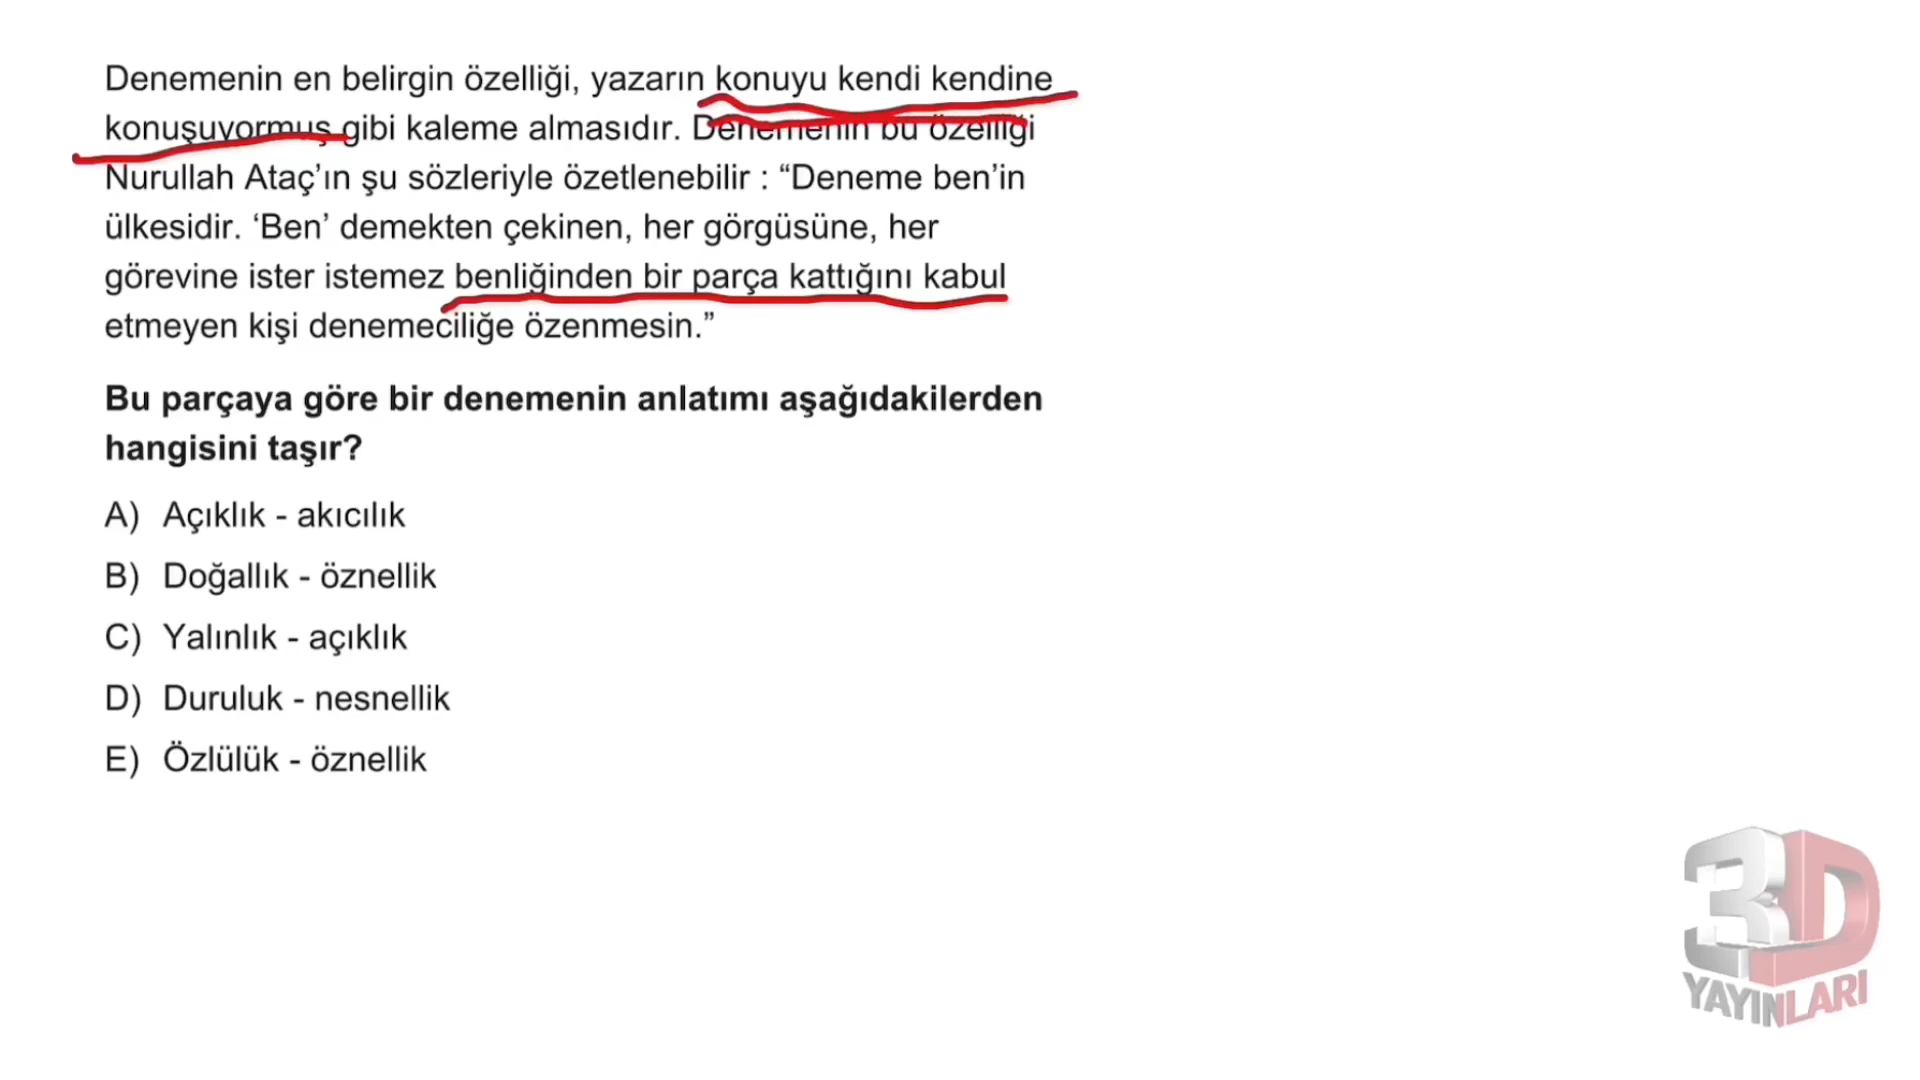 Denemenin en belirgin özelliği, yazarın konuyu kendi kendine
konuşuyormuş gibi kaleme almasıdır. Denemenin bu özelliği
Nurullah Ataç’ın şu sözleriyle özetlenebilir : “Deneme ben’in
ülkesidir. ‘Ben’ demekten çekinen, her görgüsüne, her
görevine ister istemez benliğinden bir parça kattığını kabul
etmeyen kişi denemeciliğe özenmesin.”
Bu parçaya göre bir denemenin anlatımı aşağıdakilerden
hangisini taşır?
A) Açıklık - akıcılık
B) Doğallık - öznellik
C) Yalınlık - açıklık
D) Duruluk - nesnellik
E) Özlülük - öznellik
3D
YAYINLARI